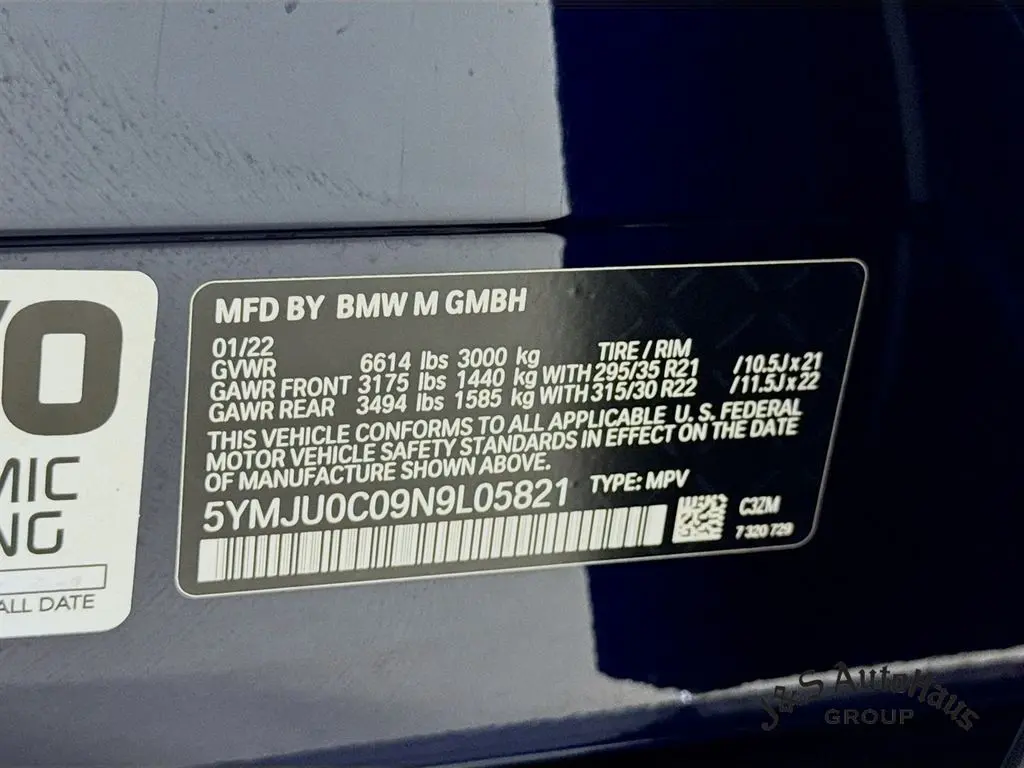 MFD BY BMW M GMBH
01/22 TIRE / RIM
GVWR 6614 lbs 3000 kg
GAWR FRONT 3175 lbs 1440 kg WITH 295/35 R21 /10.5J x 21
GAWR REAR 3494 lbs 1585 kg WITH 315/30 R22 /11.5J x 22
THIS VEHICLE CONFORMS TO ALL APPLICABLE U. S. FEDERAL
MOTOR VEHICLE SAFETY STANDARDS IN EFFECT ON THE DATE
OF MANUFACTURE SHOWN ABOVE.
5YMJU0C09N9L05821 TYPE: MPV
C3ZM
7 320 729
MIC
NG
ALL DATE
J&S AutoHaus
GROUP